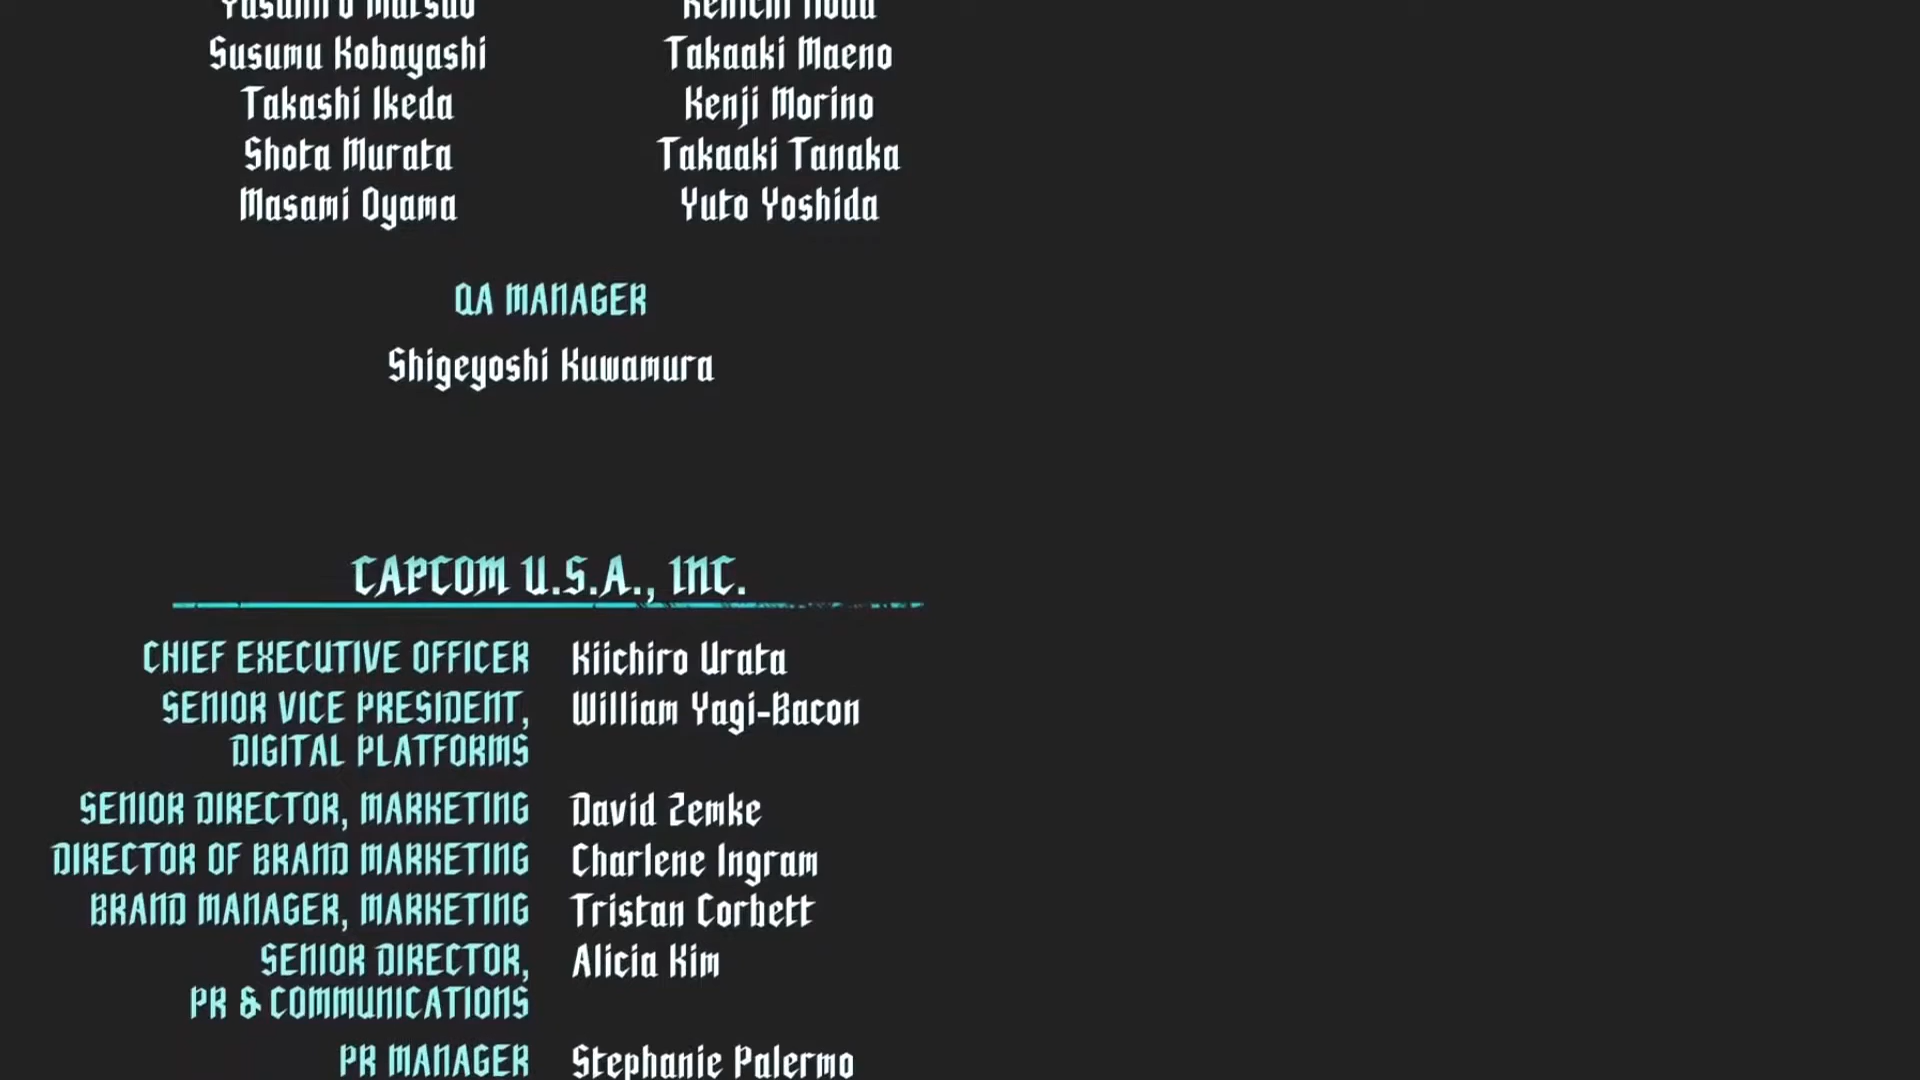 Susumu Kobayashi Takaaki Maeno
Takashi Ikeda Kenji Morino
Shota Murata Takaaki Tanaka
Masami Oyama Yuto Yoshida
QA MANAGER
Shigeyoshi Kuwamura
CAPCOM U.S.A., INC.
CHIEF EXECUTIVE OFFICER Kiichiro Urata
SENIOR VICE PRESIDENT, William Yagi-Bacon
DIGITAL PLATFORMS
SENIOR DIRECTOR, MARKETING David Zemke
DIRECTOR OF BRAND MARKETING Charlene Ingram
BRAND MANAGER, MARKETING Tristan Corbett
SENIOR DIRECTOR, Alicia Kim
PR & COMMUNICATIONS
PR MANAGER Stephanie Palermo